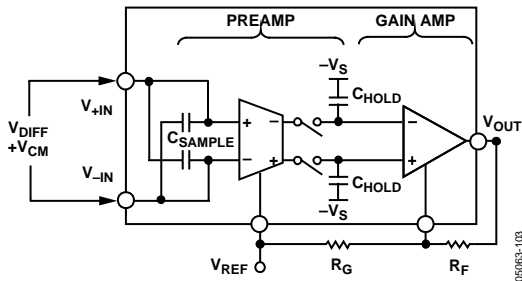 PREAMP
GAIN AMP
–VS
CHOLD
V+IN
VOUT
VDIFF
+VCM
+
–
–
CSAMPLE
–
+
+
V–IN
CHOLD
–VS
VREF
RG
RF
05063-103